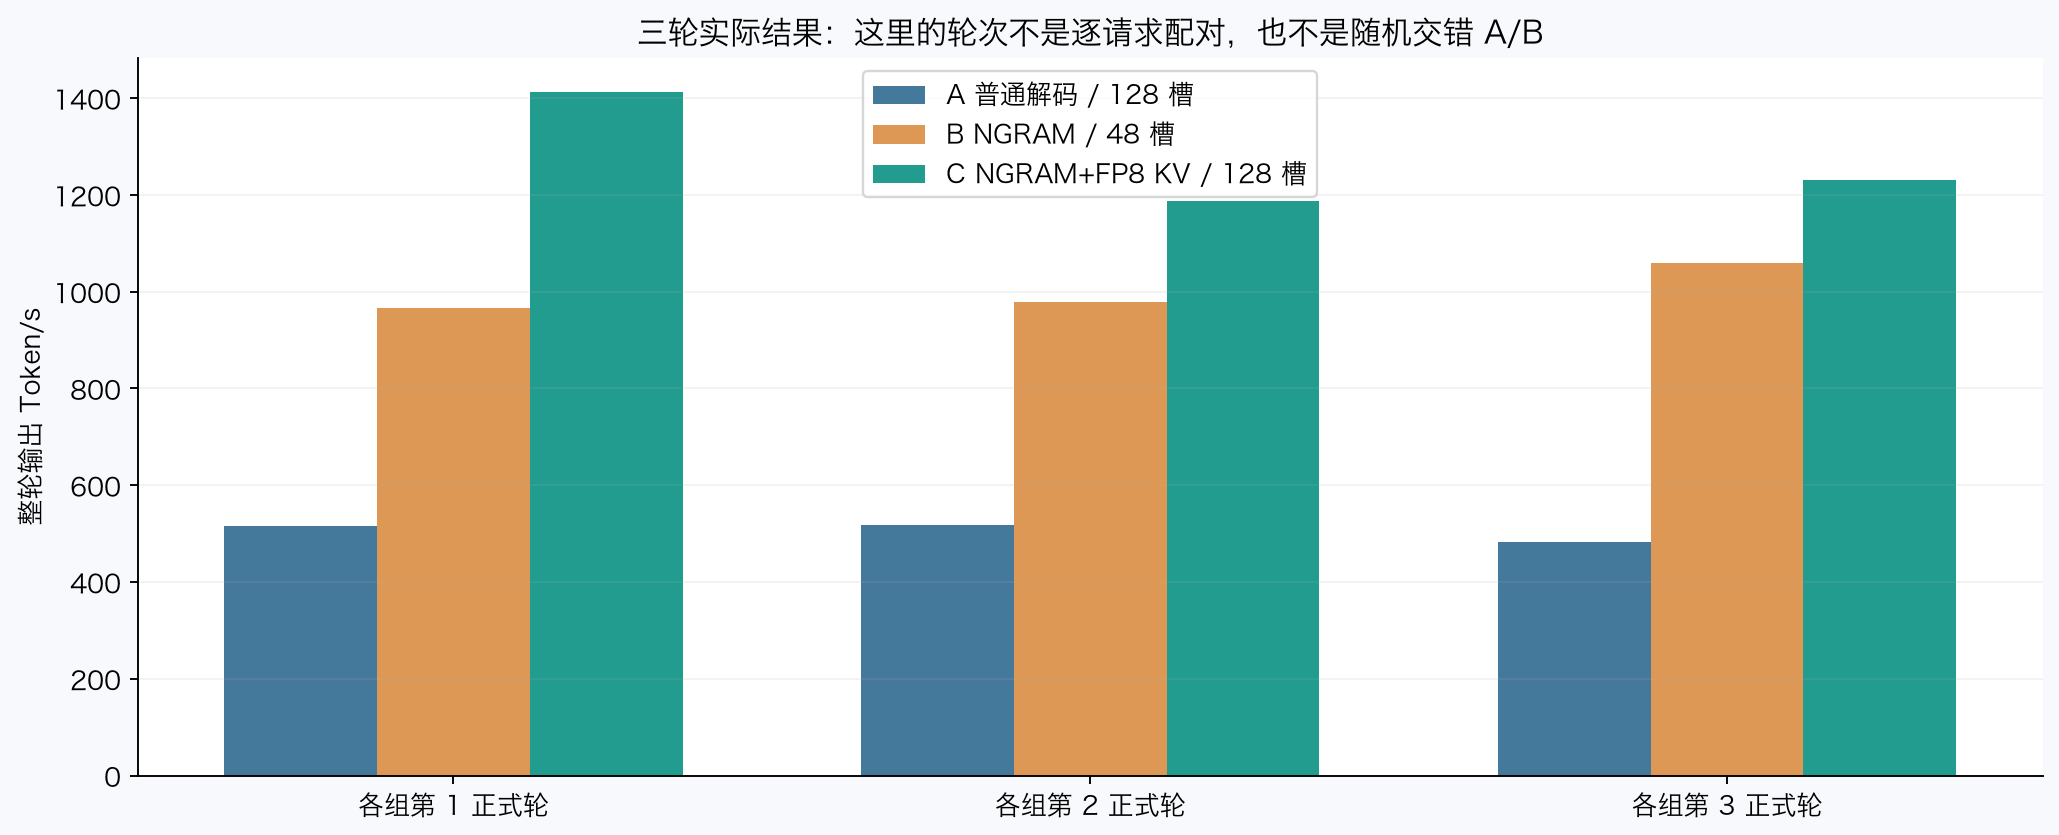 三轮实际结果：这里的轮次不是逐请求配对，也不是随机交错 A/B
A 普通解码 / 128 槽
B NGRAM / 48 槽
C NGRAM+FP8 KV / 128 槽
整轮输出 Token/s
1400
1200
1000
800
600
400
200
0
各组第 1 正式轮
各组第 2 正式轮
各组第 3 正式轮